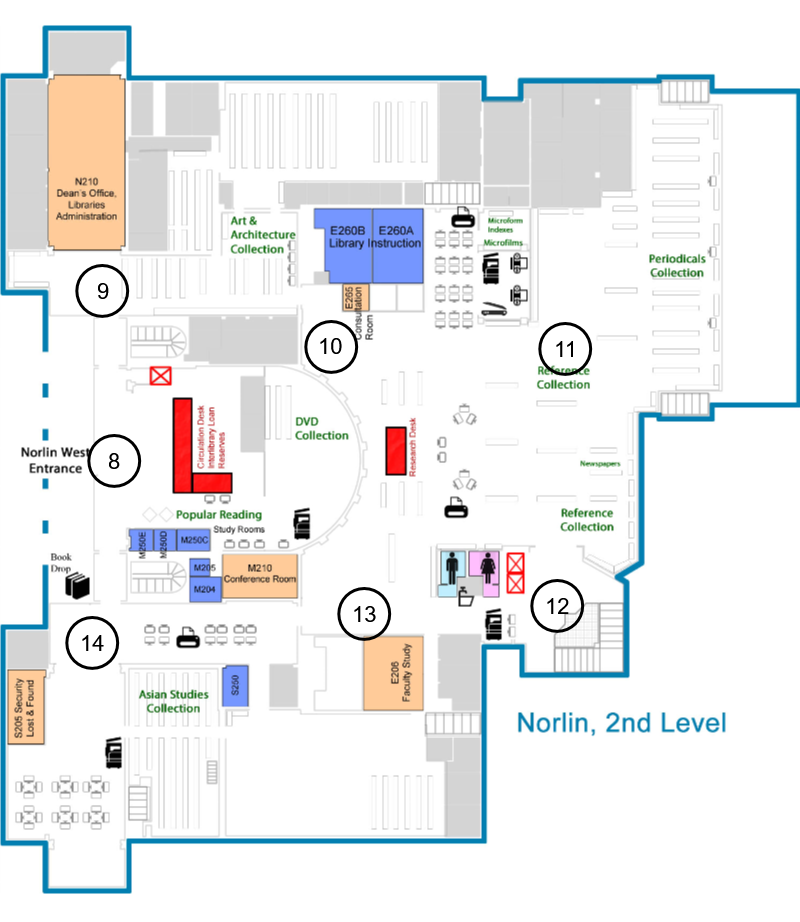 N210
Dean's Office,
Libraries
Administration
Art &
Architecture
Collection
E260B
E260A
Library Instruction
Microform
Indexes
Microfilms
Periodicals
Collection
E265
Consultation
Room
9
10
11
Reference
Collection
DVD
Collection
Circulation Desk
Interlibrary Loan
Reserves
Research Desk
Norlin West
Entrance
8
Newspapers
Popular Reading
Study Rooms
Reference
Collection
M250E
M250D
M250C
Book
Drop
M205
M204
M210
Conference Room
12
13
14
E206
Faculty Study
S250
Asian Studies
Collection
S205 Security
Lost & Found
Norlin, 2nd Level